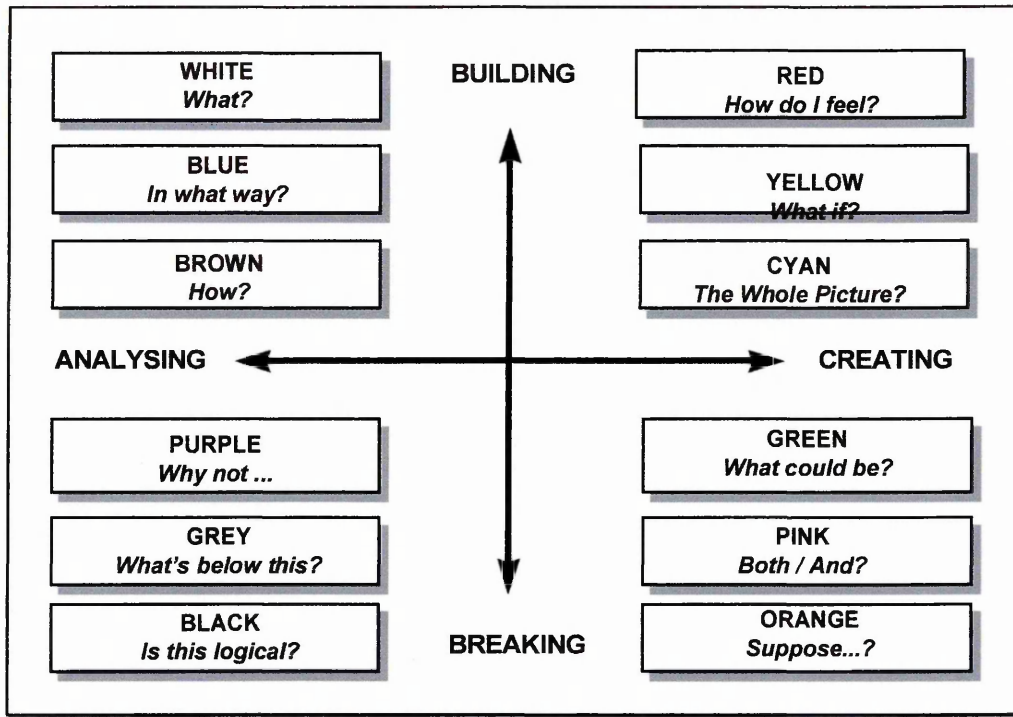 WHITE
What?
BLUE
In what way?
BROWN
How?
BUILDING
RED
How do I feel?
YELLOW
What if?
CYAN
The Whole Picture?
ANALYSING
CREATING
PURPLE
Why not ...
GREY
What's below this?
BLACK
Is this logical?
BREAKING
GREEN
What could be?
PINK
Both / And?
ORANGE
Suppose...?